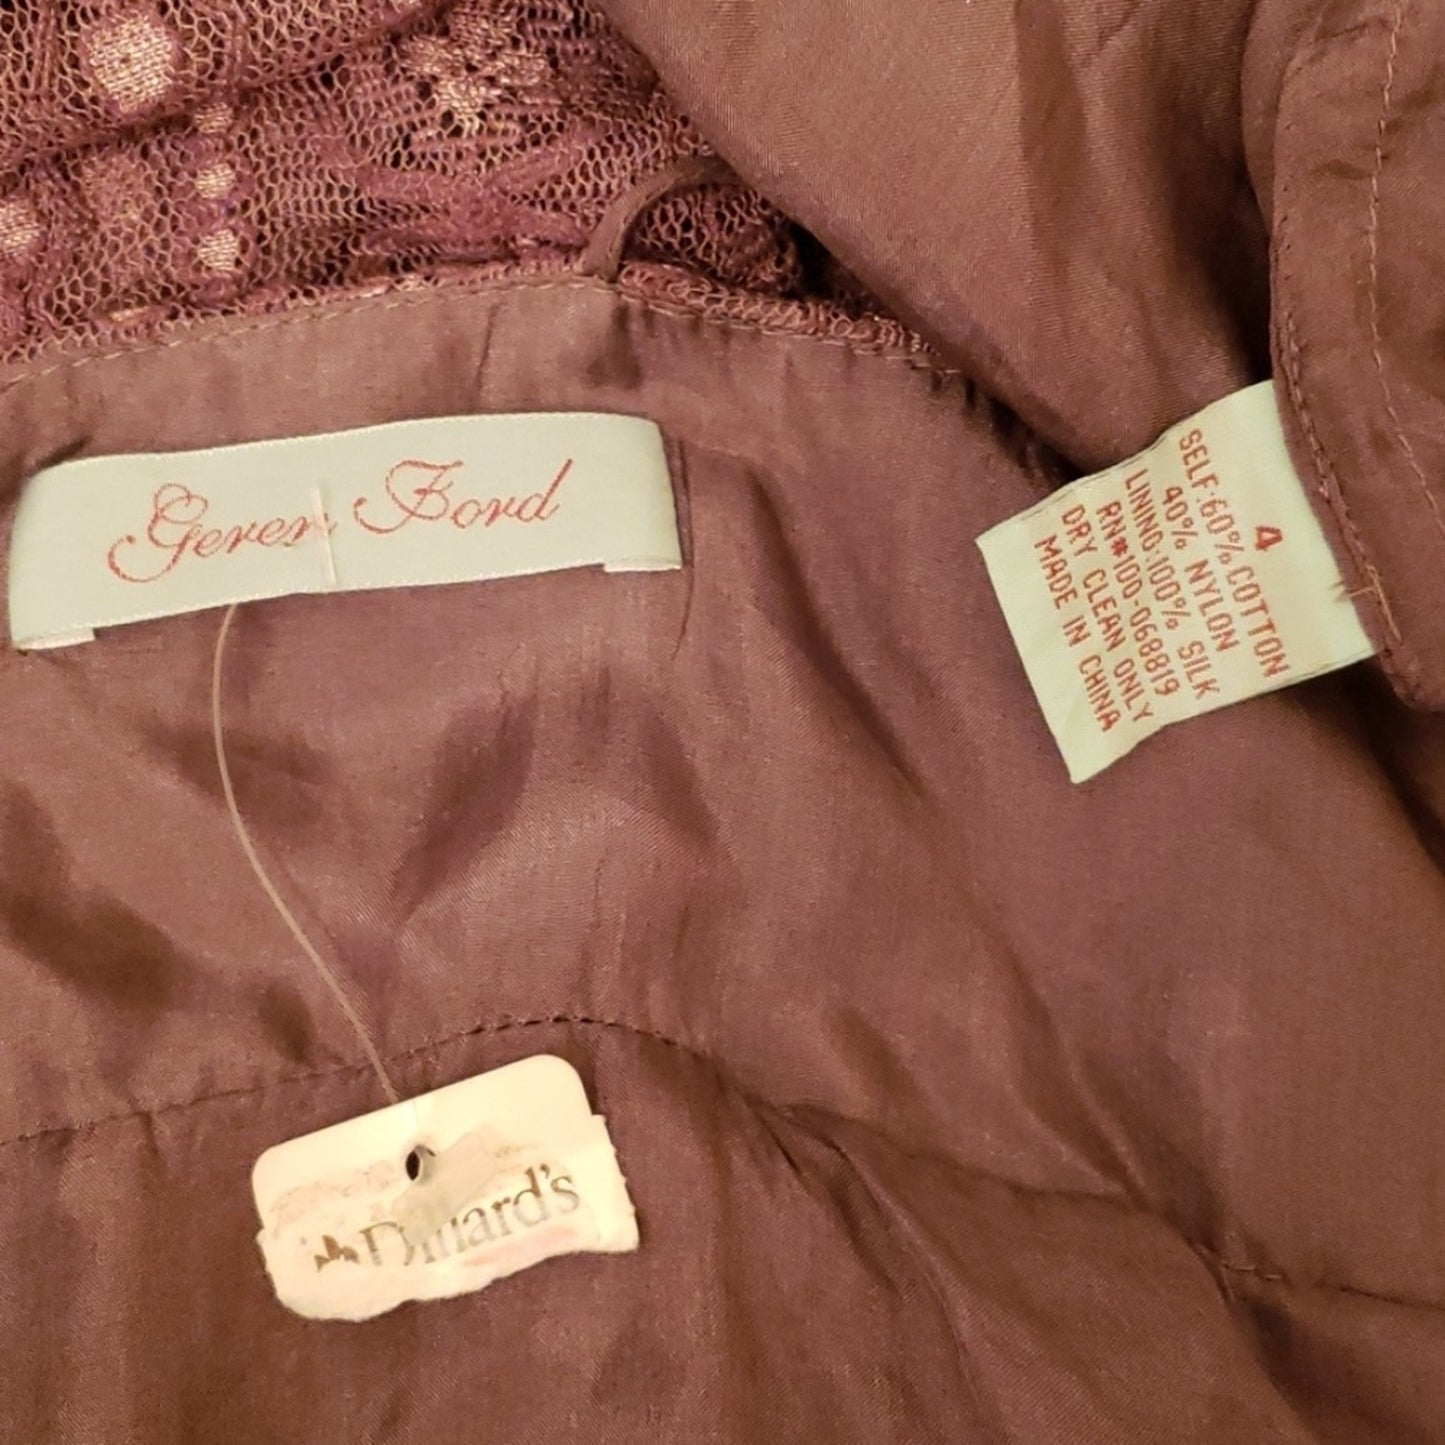 Geren Ford
4
SELF:60% COTTON
40% NYLON
LINING:100% SILK
RN#100-068819
DRY CLEAN ONLY
MADE IN CHINA
Dillard's